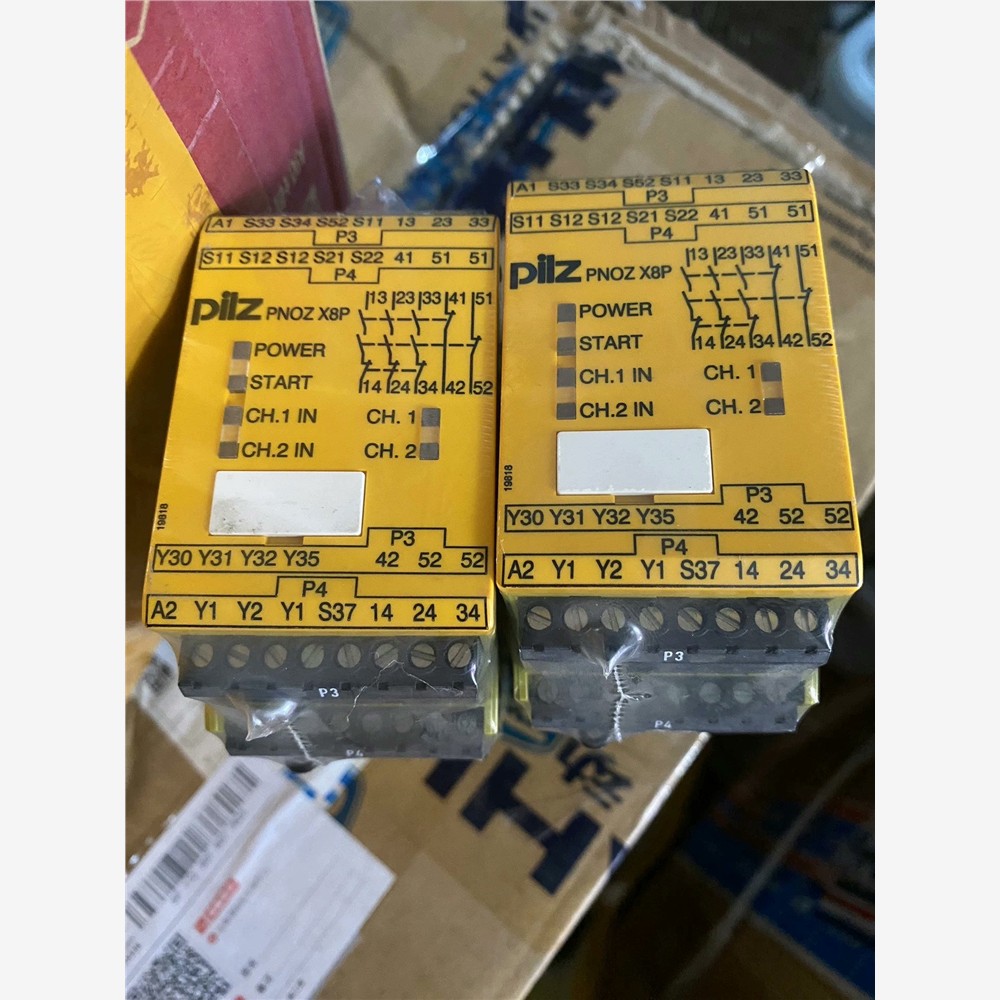 A1 S33 S34 S52 S11 13 23 33
P3
S11 S12 S12 S21 S22 41 51 51
P4
pilz PNOZ X8P
13 23 33 41 51
POWER
START
14 24 34 42 52
CH.1 IN CH. 1
CH.2 IN CH. 2
19818
P3
Y30 Y31 Y32 Y35 42 52 52
P4
A2 Y1 Y2 Y1 S37 14 24 34
P3
P4
A1 S33 S34 S52 S11 13 23 33
P3
S11 S12 S12 S21 S22 41 51 51
P4
pilz PNOZ X8P
13 23 33 41 51
POWER
START
14 24 34 42 52
CH.1 IN CH. 1
CH.2 IN CH. 2
19818
P3
Y30 Y31 Y32 Y35 42 52 52
P4
A2 Y1 Y2 Y1 S37 14 24 34
P3
P4